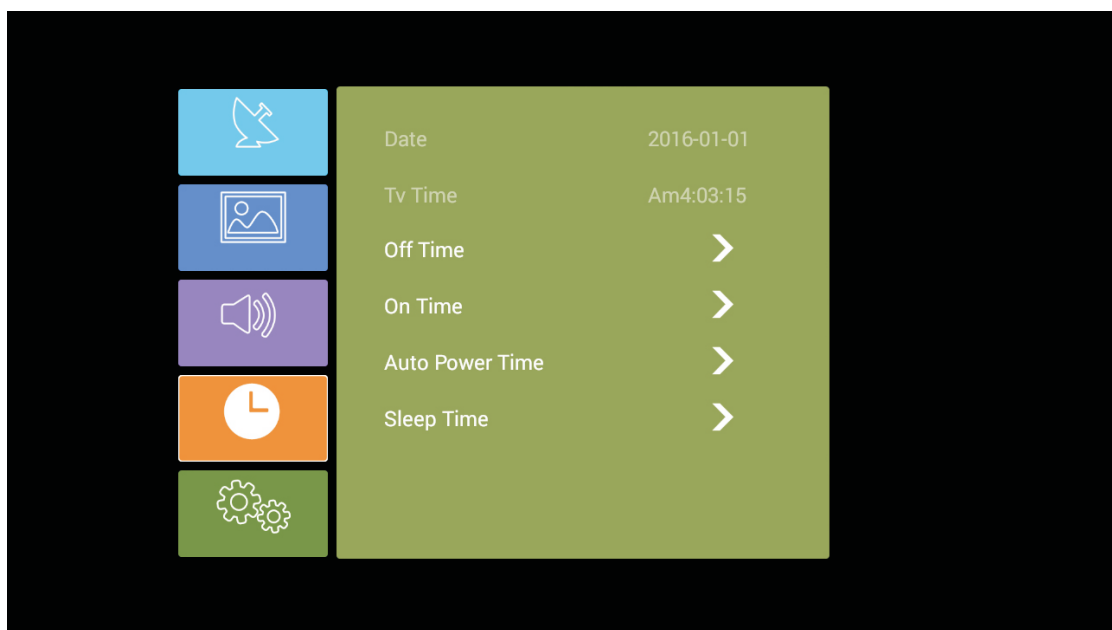 Date 2016-01-01
Tv Time Am4:03:15
Off Time
On Time
Auto Power Time
Sleep Time